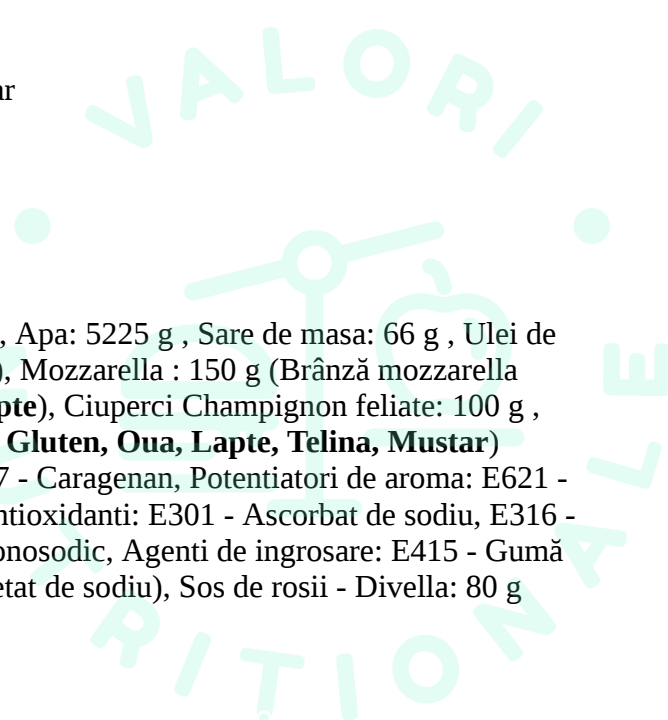 VALORI
ar
, Apa: 5225 g , Sare de masa: 66 g , Ulei de
), Mozzarella : 150 g (Brânză mozzarella
pte), Ciuperci Champignon feliate: 100 g ,
Gluten, Oua, Lapte, Telina, Mustar)
7 - Caragenan, Potentiatori de aroma: E621 -
ntioxidanti: E301 - Ascorbat de sodiu, E316 -
onosodic, Agenti de ingrosare: E415 - Gumă
etat de sodiu), Sos de rosii - Divella: 80 g
TRITIONALE